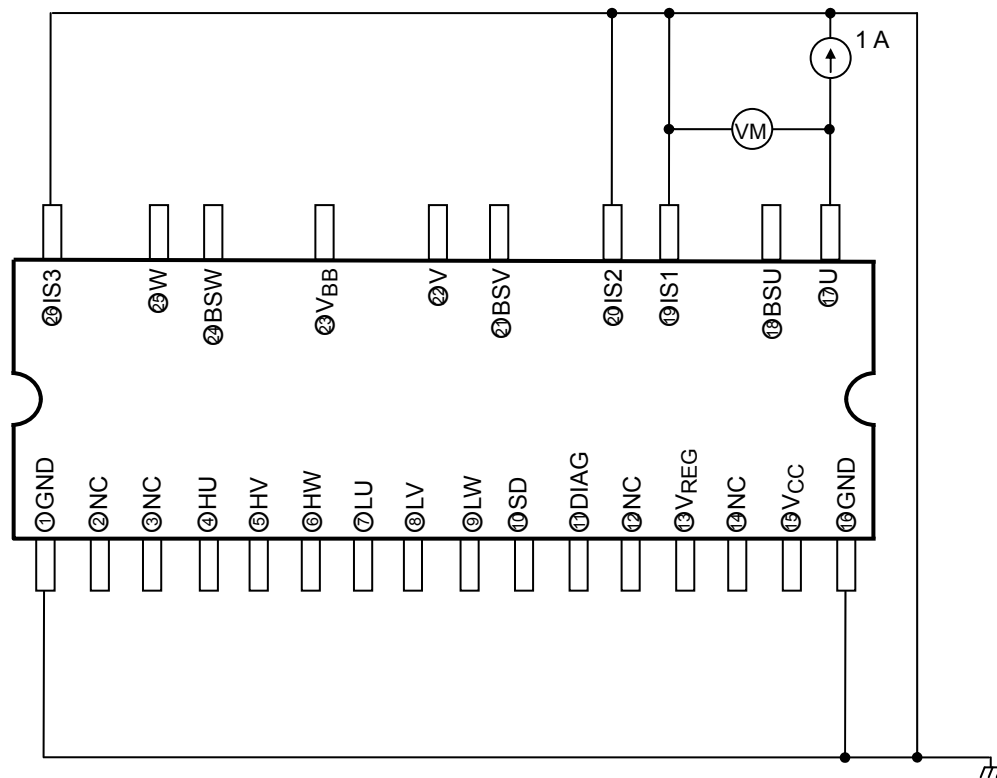 1 A
VM
㉖IS3
㉕W
㉔BSW
㉓VBB
㉒V
㉑BSV
⑳IS2
⑲IS1
⑱BSU
⑰U
①GND
②NC
③NC
④HU
⑤HV
⑥HW
⑦LU
⑧LV
⑨LW
⑩SD
⑪DIAG
⑫NC
⑬VREG
⑭NC
⑮VCC
⑯GND